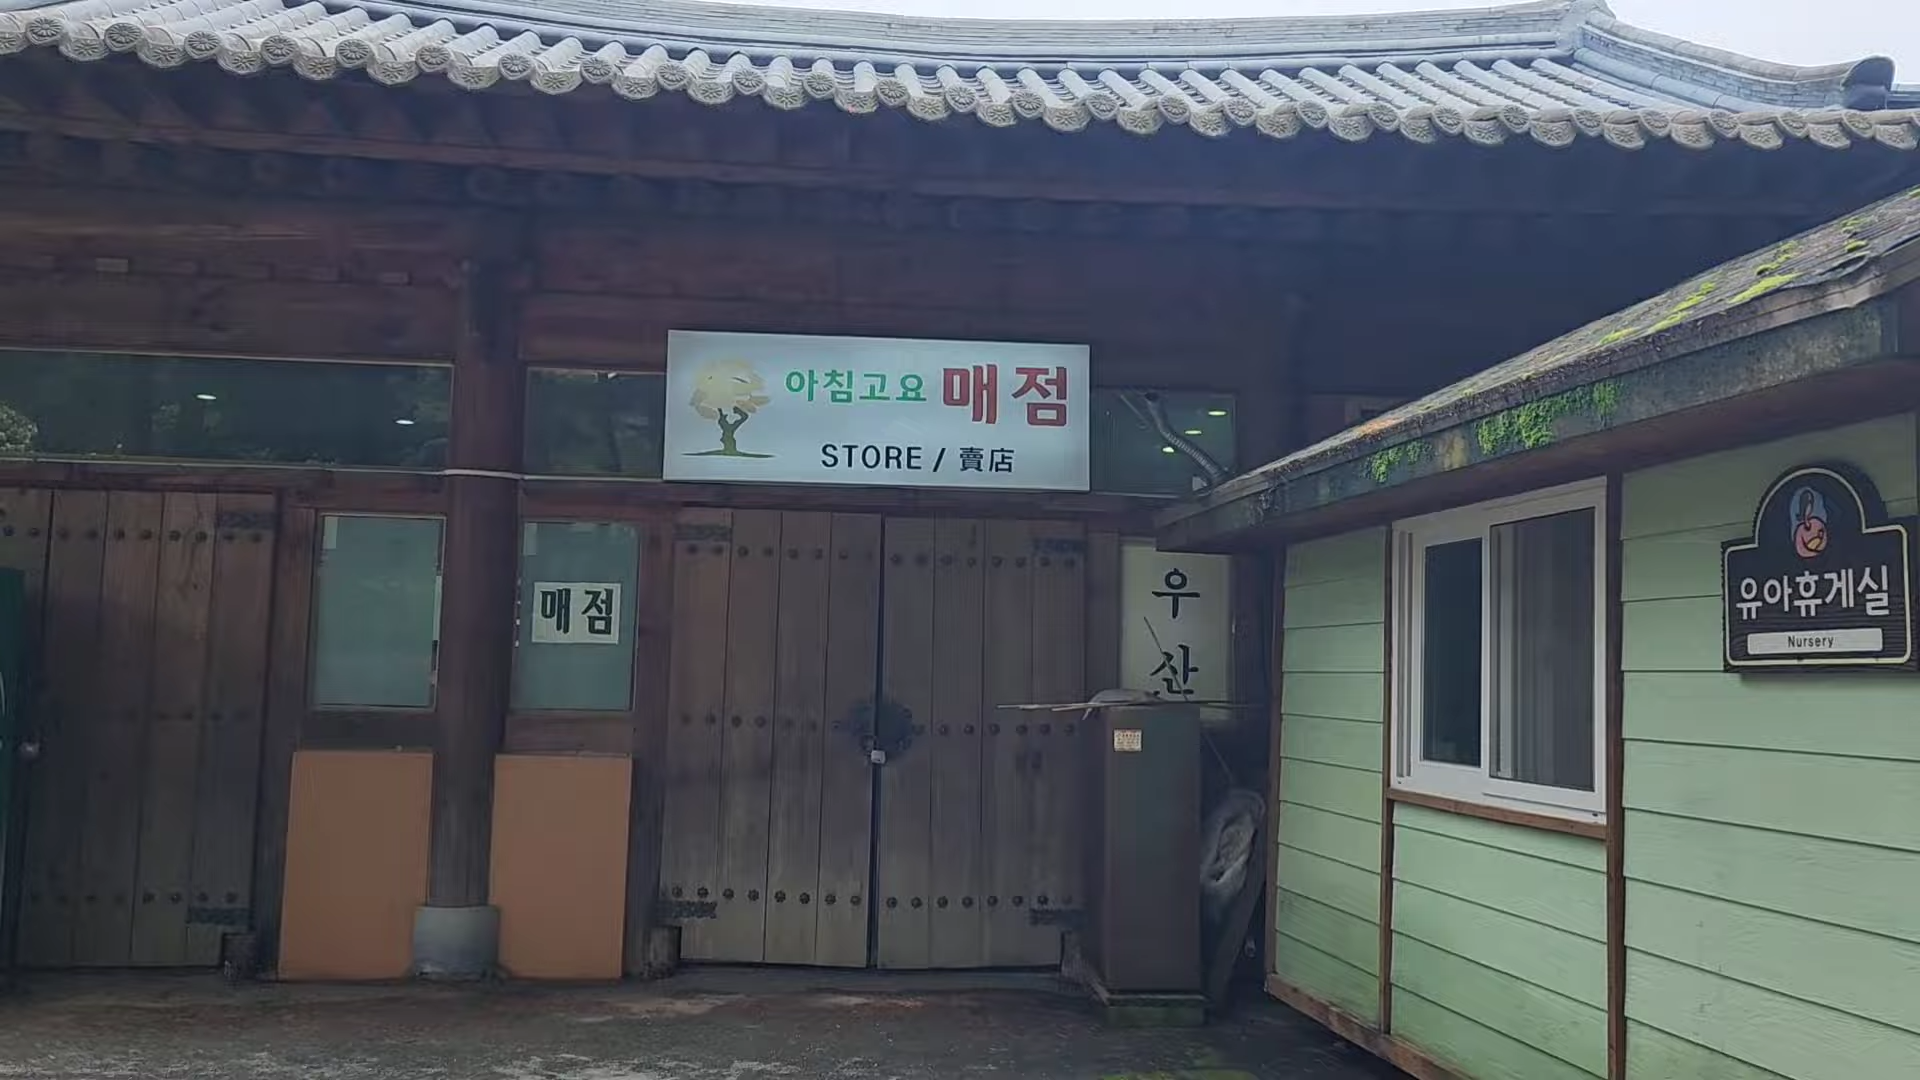 아침고요 매점
STORE / 賣店
매점
우산
유아휴게실
Nursery